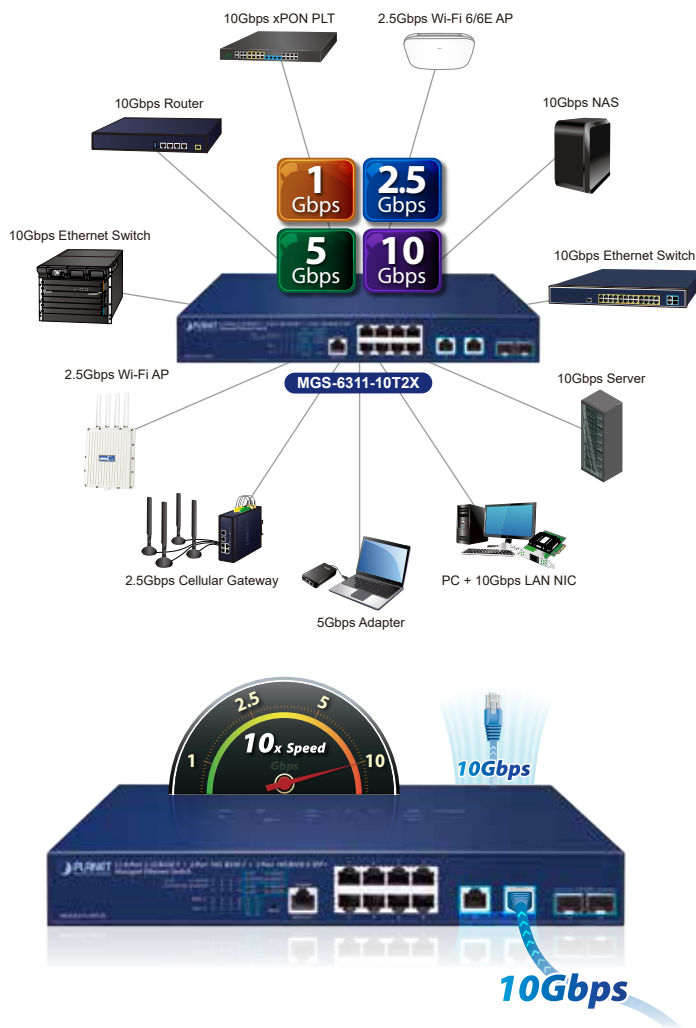 10Gbps xPON PLT
2.5Gbps Wi-Fi 6/6E AP
10Gbps Router
10Gbps NAS
1
Gbps
2.5
Gbps
5
Gbps
10
Gbps
10Gbps Ethernet Switch
10Gbps Ethernet Switch
PLANET
MGS-6311-10T2X
2.5Gbps Wi-Fi AP
10Gbps Server
2.5Gbps Cellular Gateway
5Gbps Adapter
PC + 10Gbps LAN NIC
2.5
5
10x Speed
1
Gbps
10
10Gbps
PLANET
Managed Ethernet Switch
10Gbps